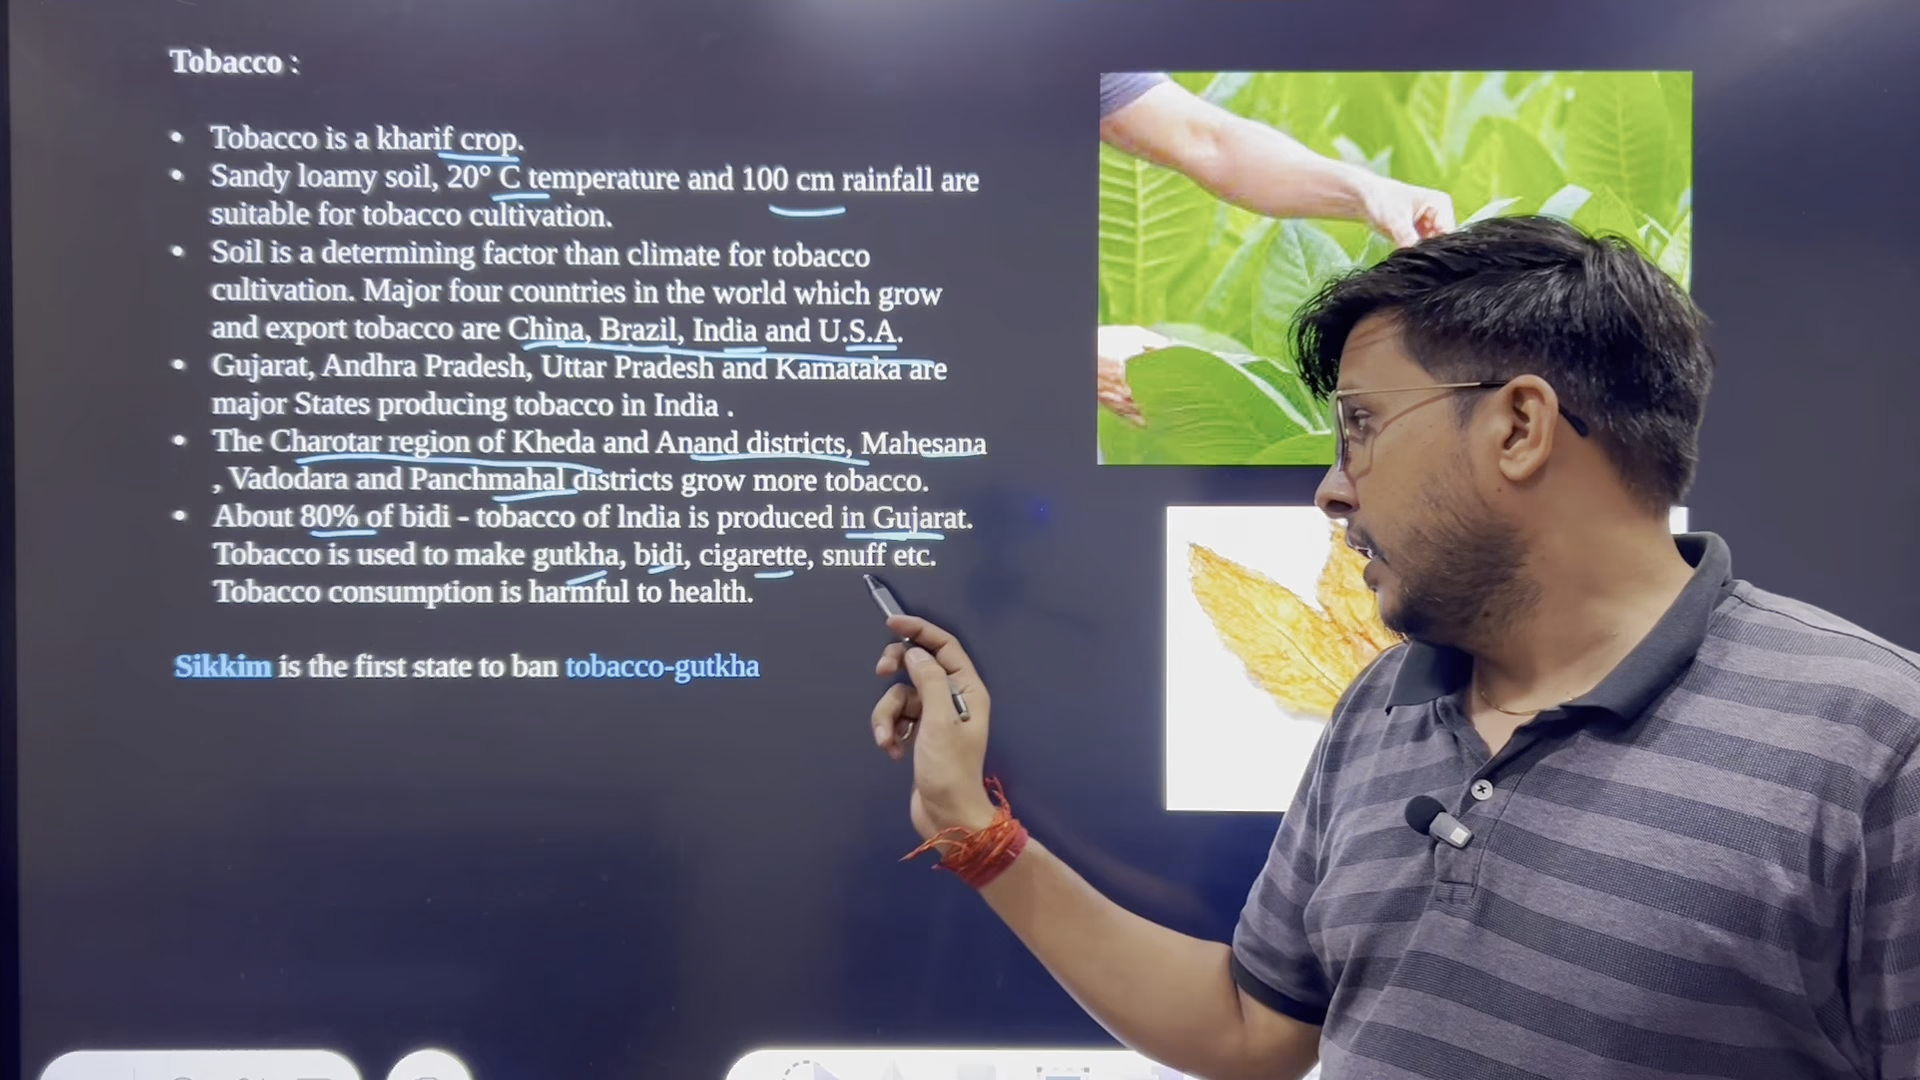 Tobacco :
• Tobacco is a kharif crop.
• Sandy loamy soil, 20° C temperature and 100 cm rainfall are
suitable for tobacco cultivation.
• Soil is a determining factor than climate for tobacco
cultivation. Major four countries in the world which grow
and export tobacco are China, Brazil, India and U.S.A.
• Gujarat, Andhra Pradesh, Uttar Pradesh and Kamataka are
major States producing tobacco in India .
• The Charotar region of Kheda and Anand districts, Mahesana
, Vadodara and Panchmahal districts grow more tobacco.
• About 80% of bidi - tobacco of lndia is produced in Gujarat.
Tobacco is used to make gutkha, bidi, cigarette, snuff etc.
Tobacco consumption is harmful to health.
Sikkim is the first state to ban tobacco-gutkha